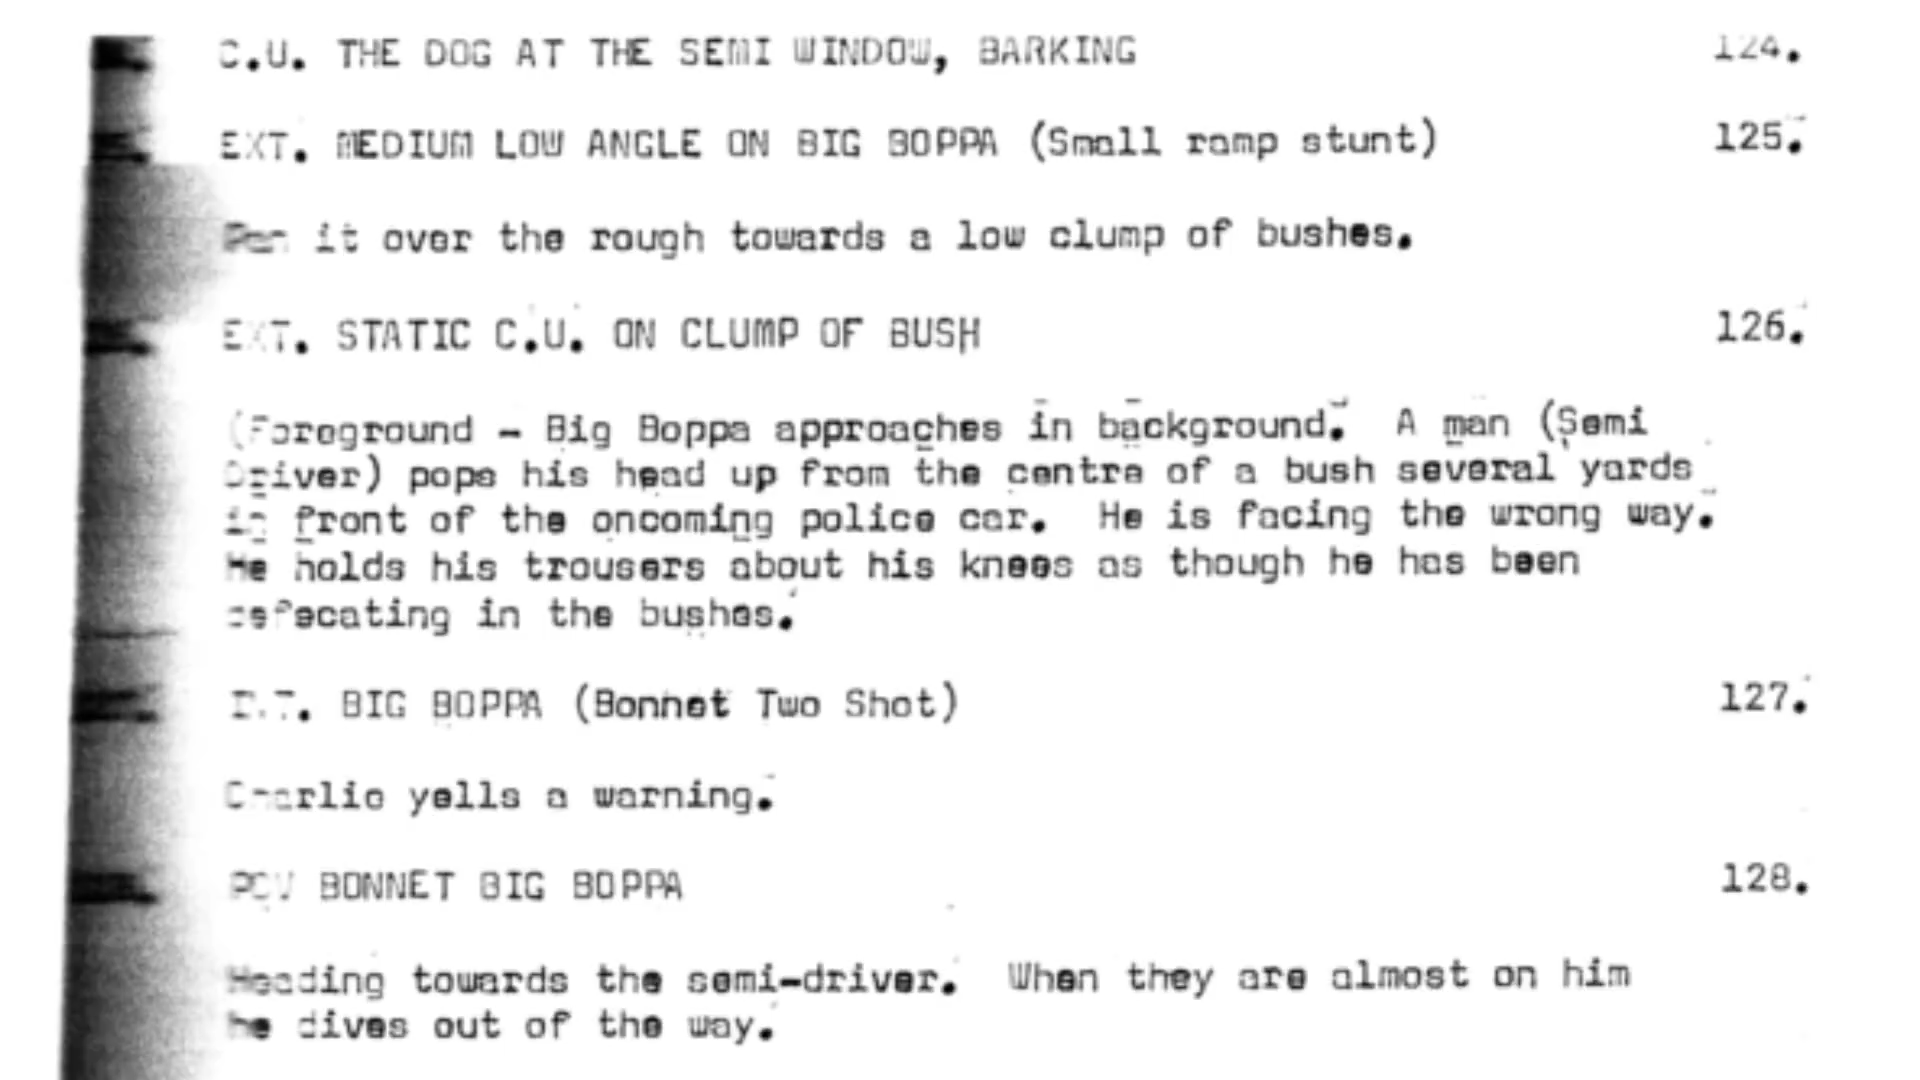 C.U. THE DOG AT THE SEMI WINDOW, BARKING 124.
EXT. MEDIUM LOW ANGLE ON BIG BOPPA (Small ramp stunt) 125.
Pan it over the rough towards a low clump of bushes.
EXT. STATIC C.U. ON CLUMP OF BUSH 126.
(Foreground - Big Boppa approaches in background. A man (Semi
Driver) pops his head up from the centre of a bush several yards
in front of the oncoming police car. He is facing the wrong way.
He holds his trousers about his knees as though he has been
defecating in the bushes.
INT. BIG BOPPA (Bonnet Two Shot) 127.
Charlie yells a warning.
POV BONNET BIG BOPPA 128.
Heading towards the semi-driver. When they are almost on him
he dives out of the way.